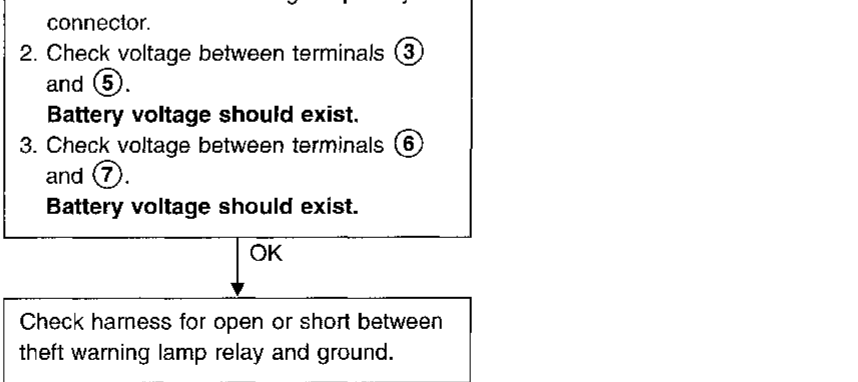 connector.
2. Check voltage between terminals ③
and ⑤.
Battery voltage should exist.
3. Check voltage between terminals ⑥
and ⑦.
Battery voltage should exist.
OK
Check harness for open or short between
theft warning lamp relay and ground.